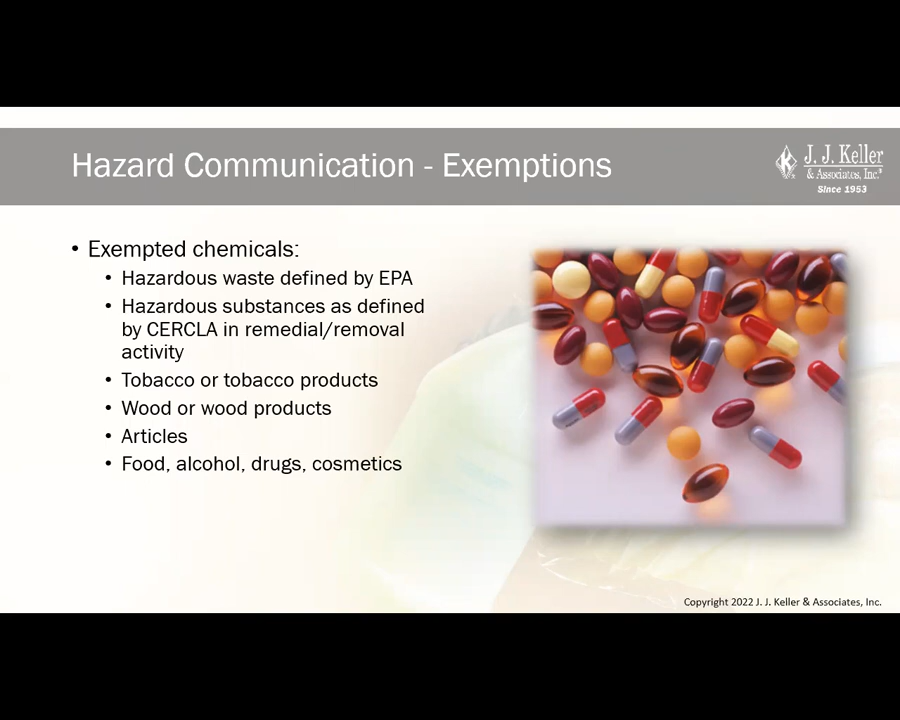 Hazard Communication - Exemptions
J. J. Keller
& Associates, Inc.®
Since 1953
• Exempted chemicals:
• Hazardous waste defined by EPA
• Hazardous substances as defined
by CERCLA in remedial/removal
activity
• Tobacco or tobacco products
• Wood or wood products
• Articles
• Food, alcohol, drugs, cosmetics
Copyright 2022 J. J. Keller & Associates, Inc.